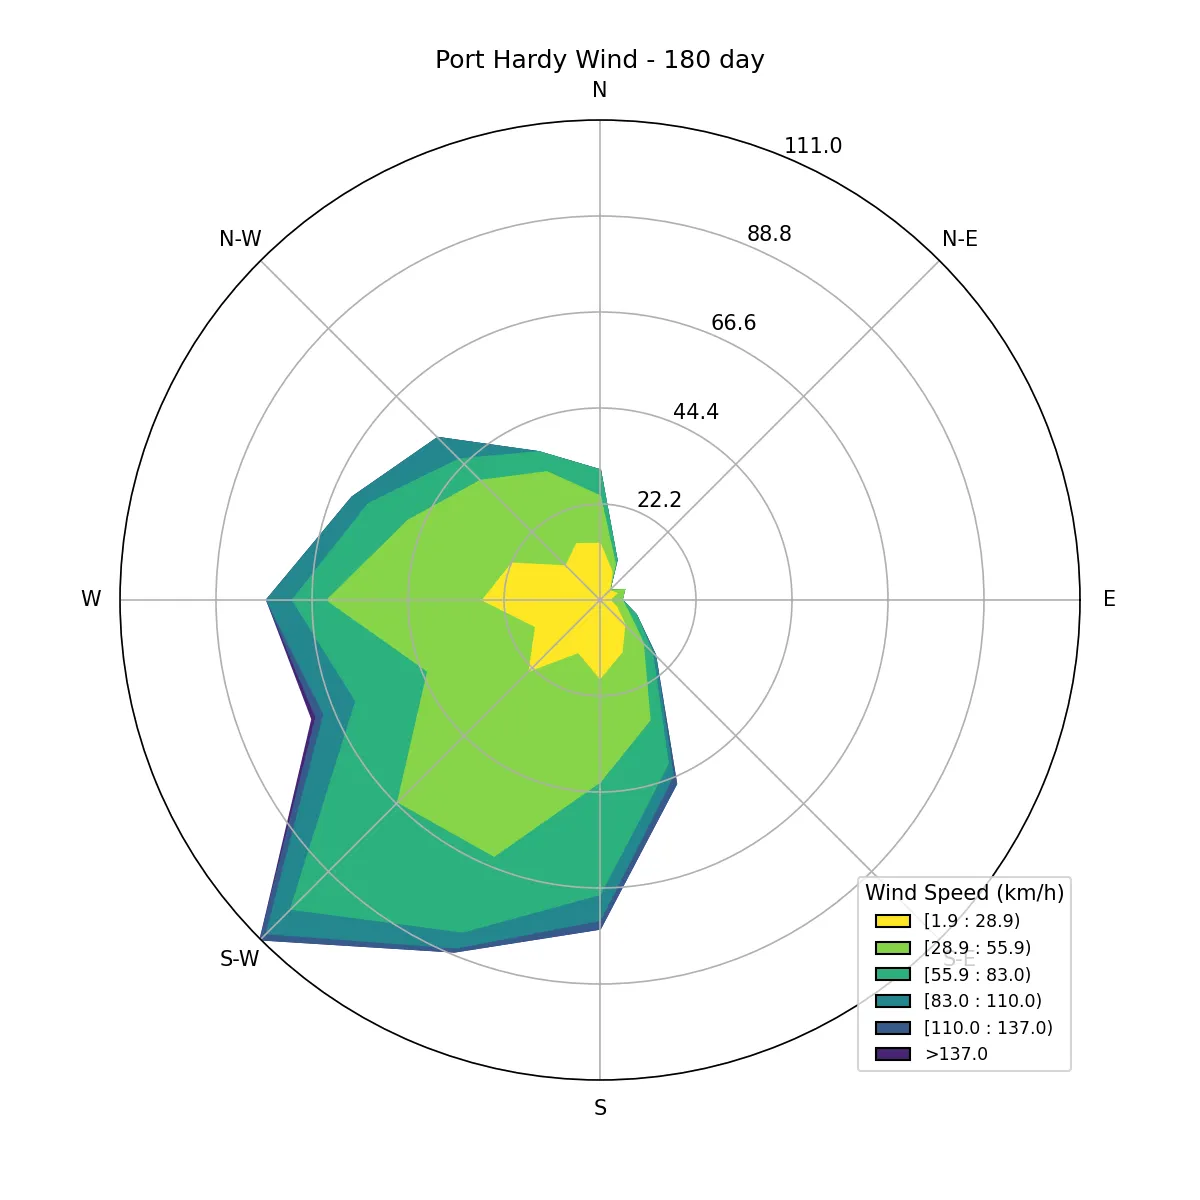 Port Hardy Wind - 180 day
N
111.0
88.8
N-W
N-E
66.6
44.4
22.2
W
E
Wind Speed (km/h)
[1.9 : 28.9)
[28.9 : 55.9)
S-W
S-E
[55.9 : 83.0)
[83.0 : 110.0)
[110.0 : 137.0)
>137.0
S